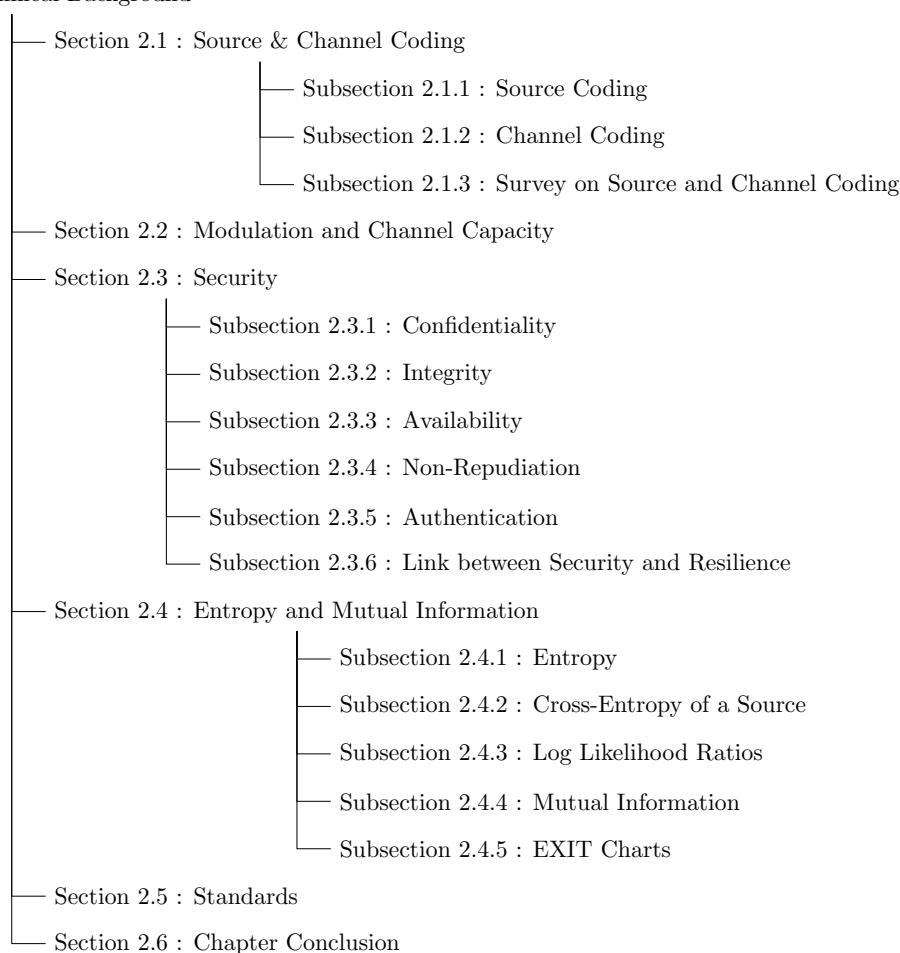 Background
Section 2.1 : Source & Channel Coding
Subsection 2.1.1 : Source Coding
Subsection 2.1.2 : Channel Coding
Subsection 2.1.3 : Survey on Source and Channel Coding
Section 2.2 : Modulation and Channel Capacity
Section 2.3 : Security
Subsection 2.3.1 : Confidentiality
Subsection 2.3.2 : Integrity
Subsection 2.3.3 : Availability
Subsection 2.3.4 : Non-Repudiation
Subsection 2.3.5 : Authentication
Subsection 2.3.6 : Link between Security and Resilience
Section 2.4 : Entropy and Mutual Information
Subsection 2.4.1 : Entropy
Subsection 2.4.2 : Cross-Entropy of a Source
Subsection 2.4.3 : Log Likelihood Ratios
Subsection 2.4.4 : Mutual Information
Subsection 2.4.5 : EXIT Charts
Section 2.5 : Standards
Section 2.6 : Chapter Conclusion